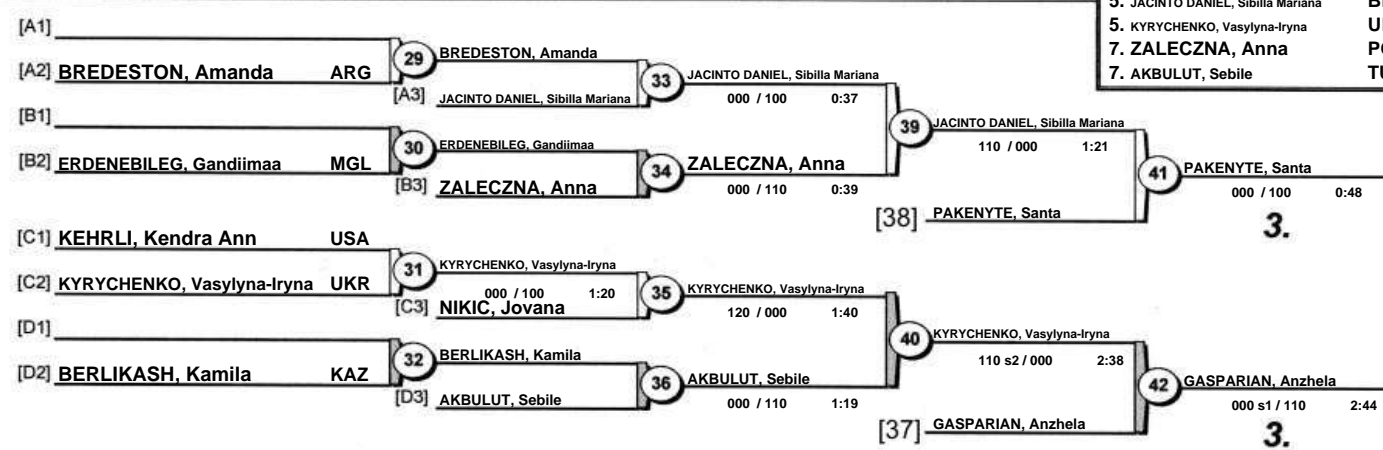 5. JACINTO DANIEL, Sibilla Mariana
5. KYRYCHENKO, Vasylyna-Iryna
7. ZALECZNA, Anna
7. AKBULUT, Sebile
[A1]
[A2] BREDESTON, Amanda ARG
29
BREDESTON, Amanda
[A3] JACINTO DANIEL, Sibilla Mariana
33
JACINTO DANIEL, Sibilla Mariana
000 / 100 0:37
[B1]
[B2] ERDENEBILEG, Gandiimaa MGL
30
ERDENEBILEG, Gandiimaa
[B3] ZALECZNA, Anna
34
ZALECZNA, Anna
000 / 110 0:39
39
JACINTO DANIEL, Sibilla Mariana
110 / 000 1:21
[38] PAKENYTE, Santa
41
PAKENYTE, Santa
000 / 100 0:48
3.
[C1] KEHRLI, Kendra Ann USA
[C2] KYRYCHENKO, Vasylyna-Iryna UKR
31
KYRYCHENKO, Vasylyna-Iryna
000 / 100 1:20
[C3] NIKIC, Jovana
35
KYRYCHENKO, Vasylyna-Iryna
120 / 000 1:40
[D1]
[D2] BERLIKASH, Kamila KAZ
32
BERLIKASH, Kamila
[D3] AKBULUT, Sebile
36
AKBULUT, Sebile
000 / 110 1:19
40
KYRYCHENKO, Vasylyna-Iryna
110 s2 / 000 2:38
[37] GASPARIAN, Anzhela
42
GASPARIAN, Anzhela
000 s1 / 110 2:44
3.